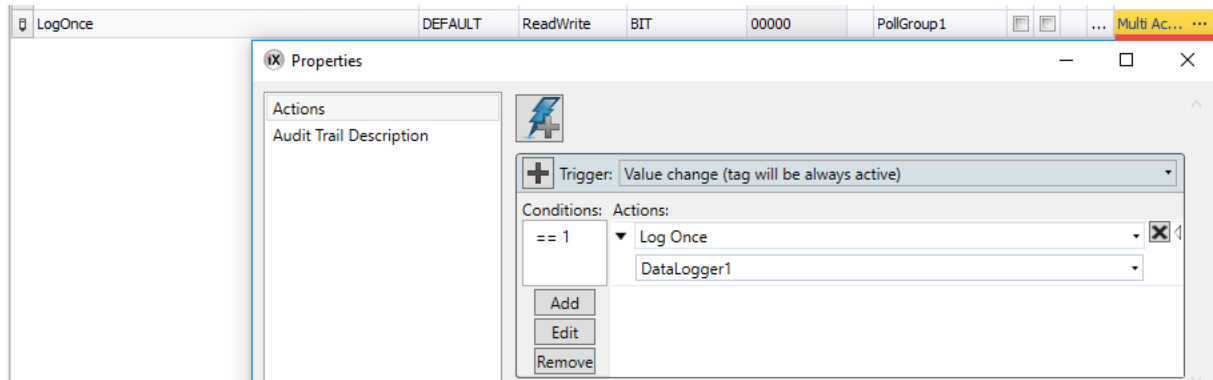 LogOnce DEFAULT ReadWrite BIT 00000 PollGroup1 ... Multi Ac... ...
iX Properties
Actions
Audit Trail Description
Trigger: Value change (tag will be always active)
Conditions: Actions:
== 1 Log Once
DataLogger1
Add
Edit
Remove